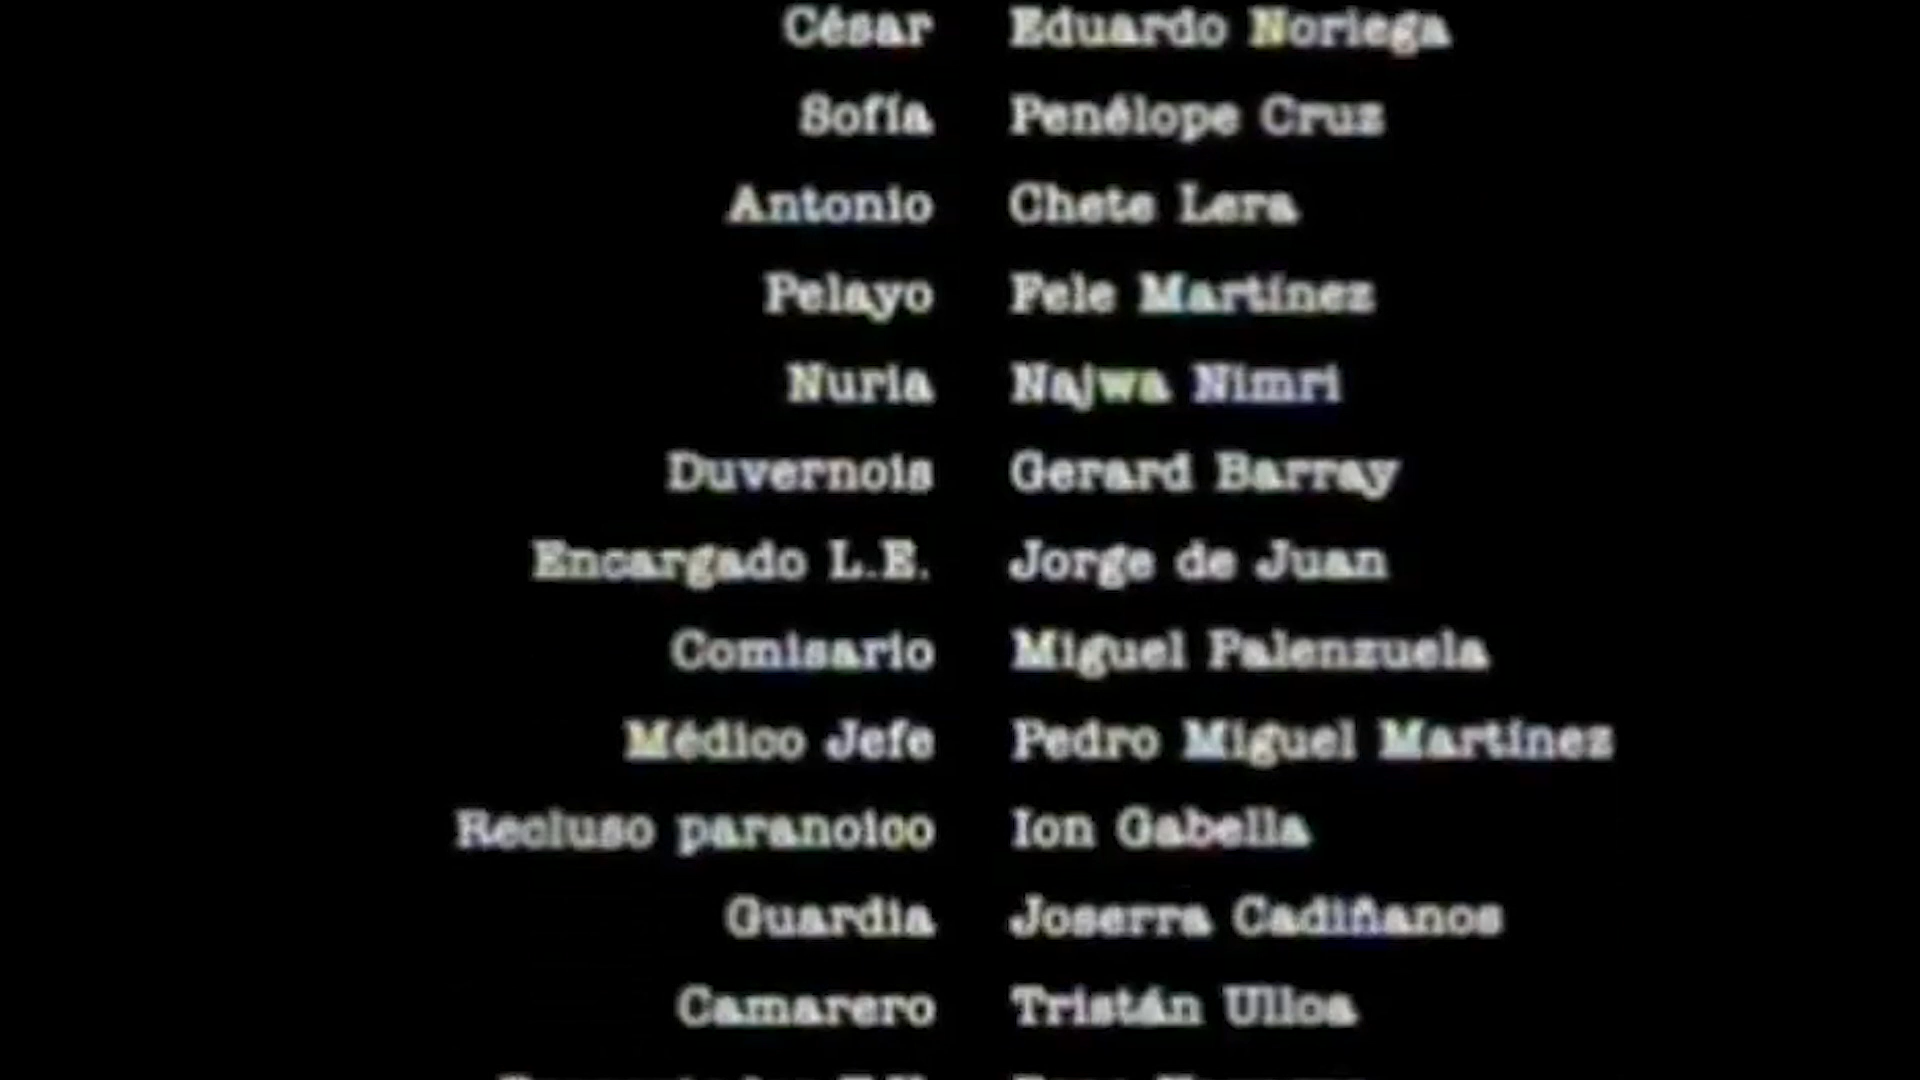 César Eduardo Noriega
Sofía Penélope Cruz
Antonio Chete Lera
Pelayo Fele Martínez
Nuria Najwa Nimri
Duvernois Gerard Barray
Encargado L.E. Jorge de Juan
Comisario Miguel Palenzuela
Médico Jefe Pedro Miguel Martínez
Recluso paranoico Ion Gabella
Guardia Joserra Cadiñanos
Camarero Tristán Ulloa